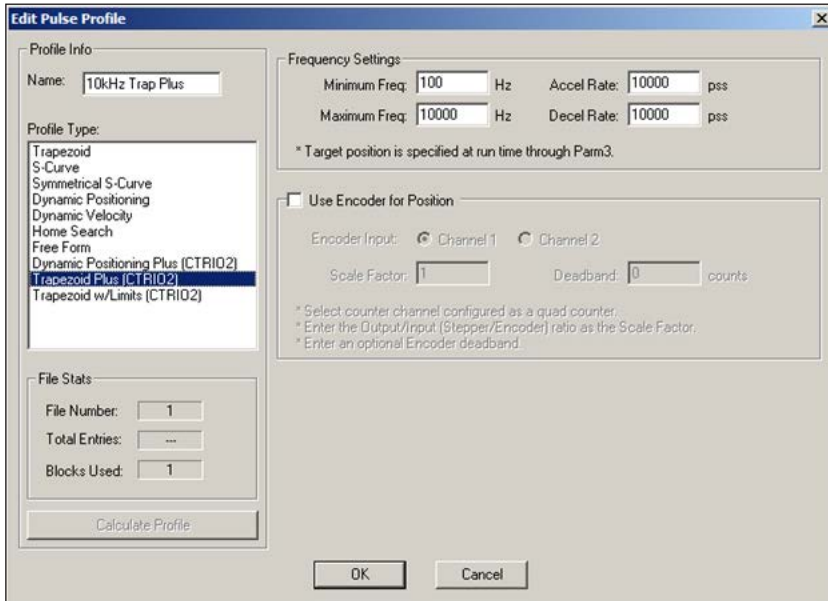 Edit Pulse Profile
Profile Info
Name: 10kHz Trap Plus
Profile Type:
Trapezoid
S-Curve
Symmetrical S-Curve
Dynamic Positioning
Dynamic Velocity
Home Search
Free Form
Dynamic Positioning Plus (CTRIO2)
Trapezoid Plus (CTRIO2)
Trapezoid w/Limits (CTRIO2)
File Stats
File Number: 1
Total Entries: ---
Blocks Used: 1
Calculate Profile
Frequency Settings
Minimum Freq: 100 Hz Accel Rate: 10000 pss
Maximum Freq: 10000 Hz Decel Rate: 10000 pss
* Target position is specified at run time through Parm3.
Use Encoder for Position
Encoder Input: Channel 1 Channel 2
Scale Factor: 1 Deadband: 0 counts
* Select counter channel configured as a quad counter.
* Enter the Output/Input (Stepper/Encoder) ratio as the Scale Factor.
* Enter an optional Encoder deadband.
OK Cancel